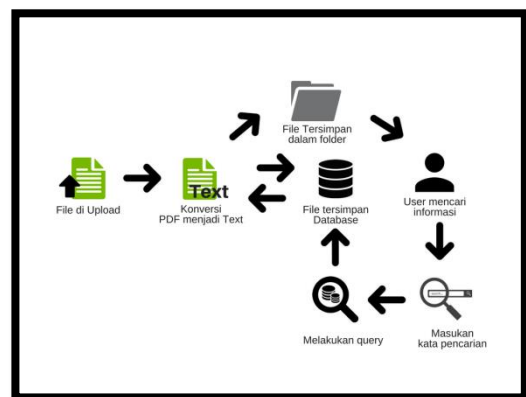 File di Upload
Text
Konversi
PDF menjadi Text
File Tersimpan
dalam folder
File tersimpan
Database
User mencari
informasi
Masukan
kata pencarian
Melakukan query